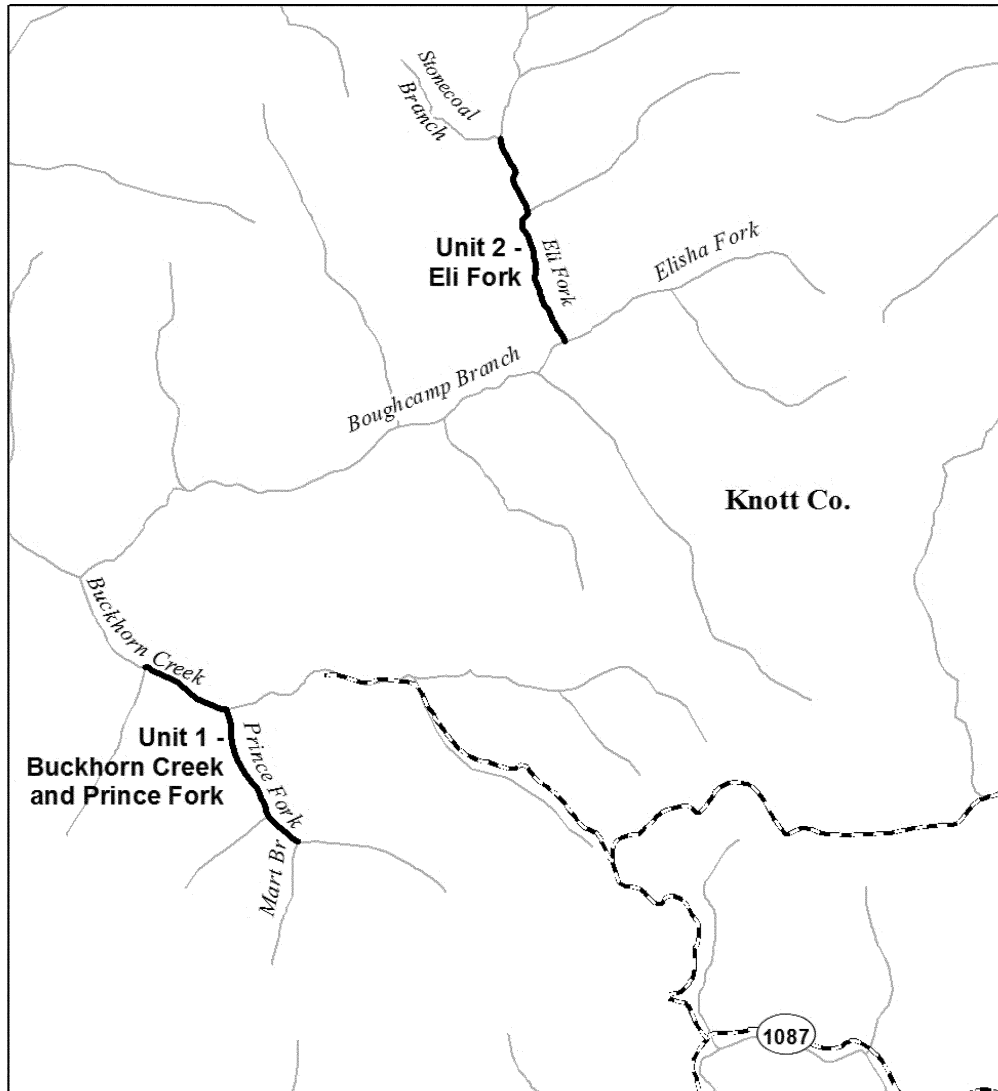 Stonecoal
Branch
Unit 2 -
Eli Fork
Eli Fork
Elisha Fork
Boughcamp Branch
Knott Co.
Buckhorn Creek
Unit 1 -
Buckhorn Creek
and Prince Fork
Prince Fork
Mart Br
1087